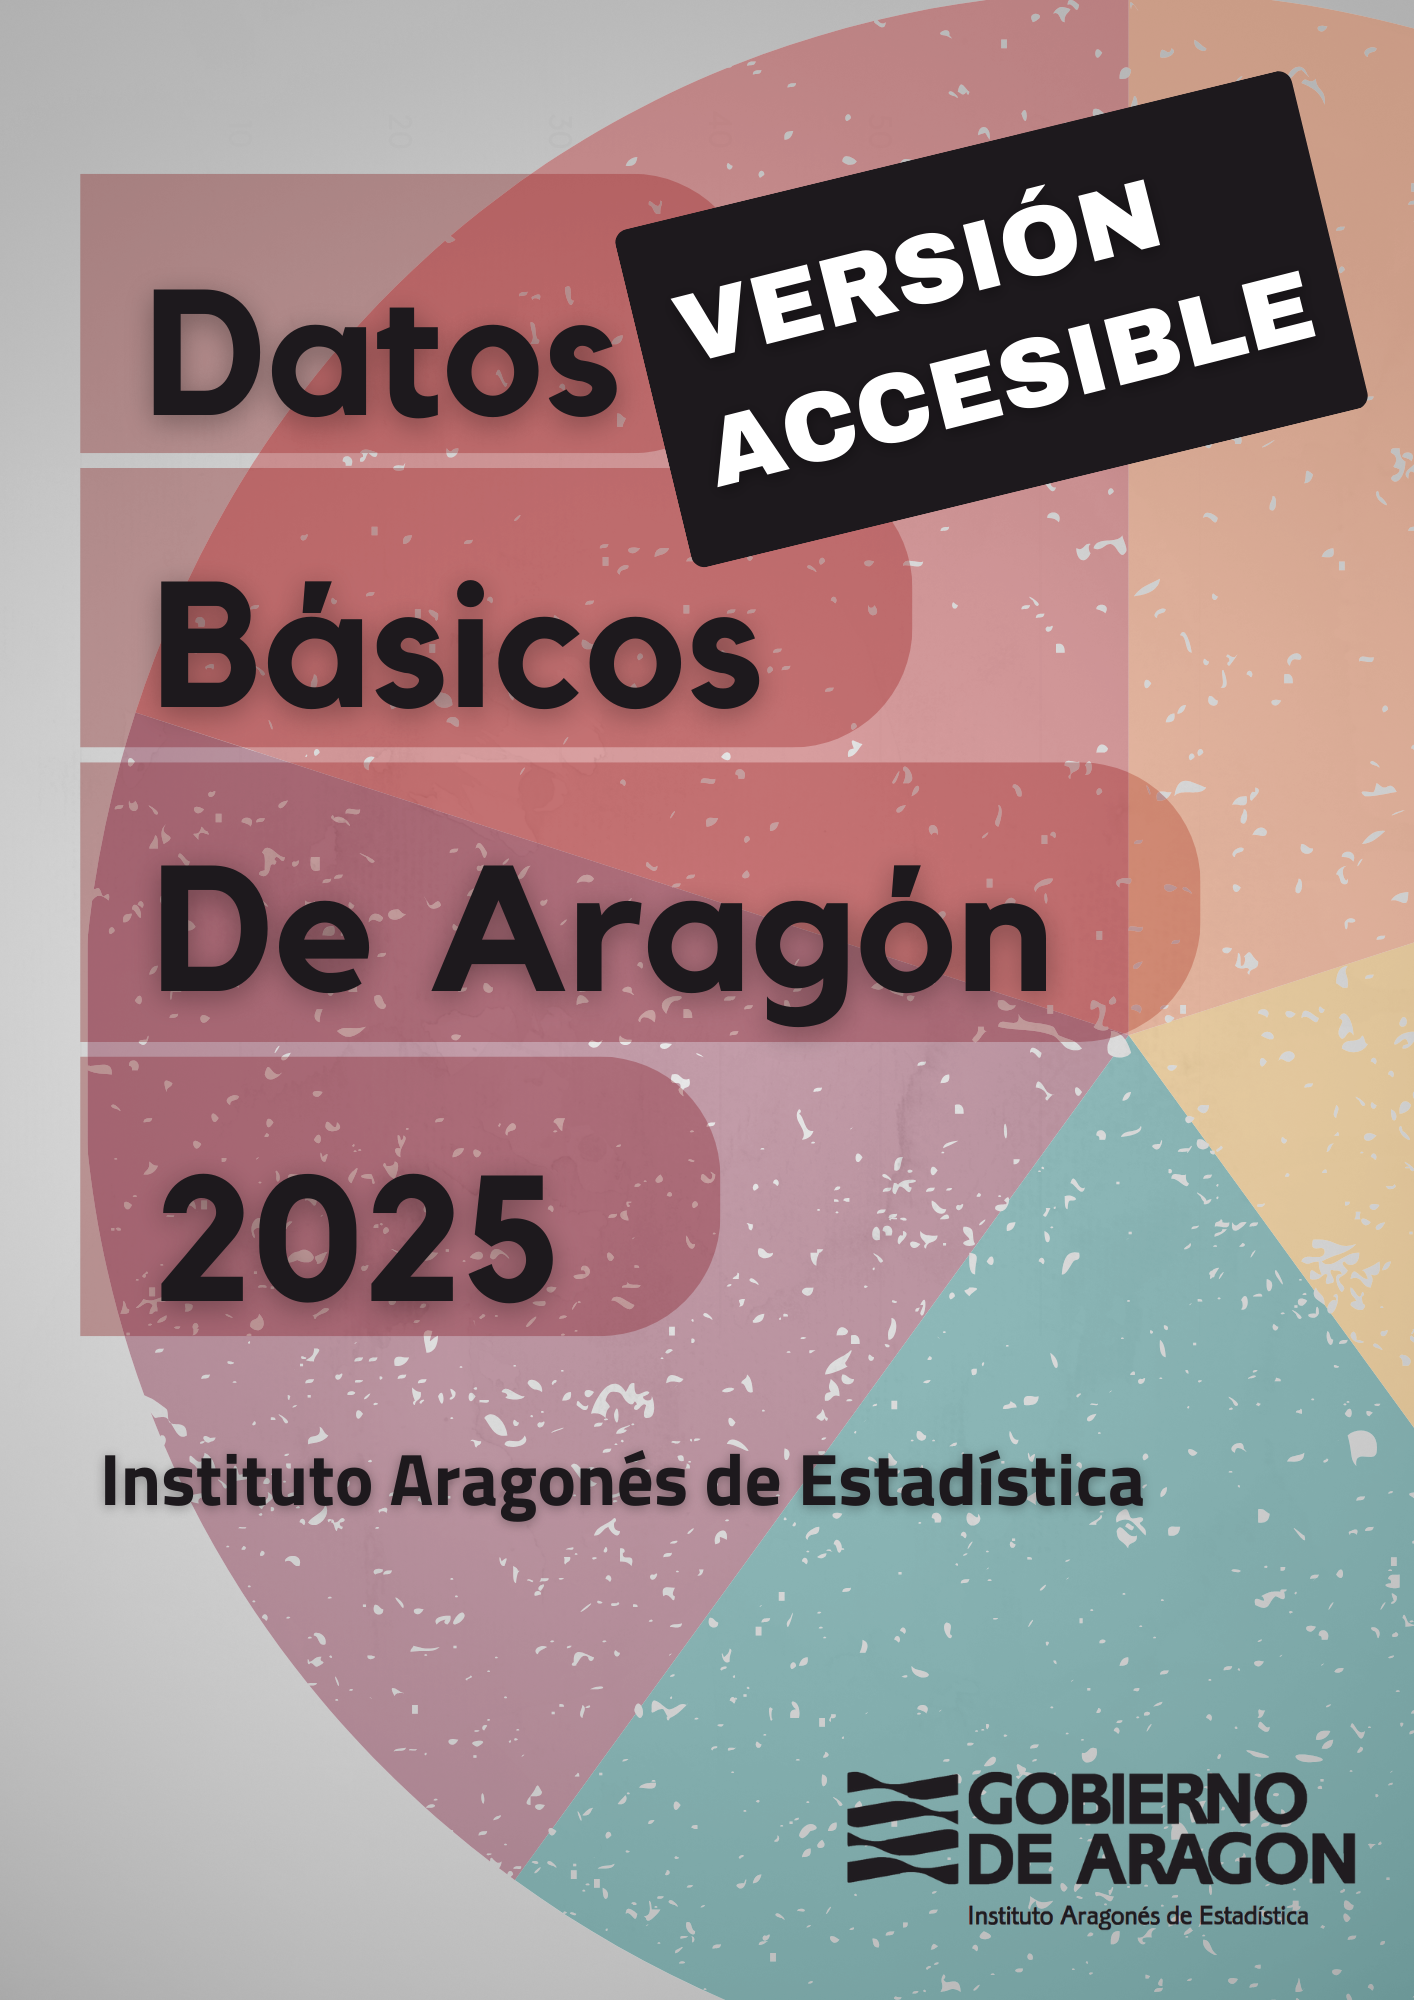 VERSIÓN
ACCESIBLE
Datos
Básicos
De Aragón
2025
Instituto Aragonés de Estadística
GOBIERNO
DE ARAGON
Instituto Aragonés de Estadística